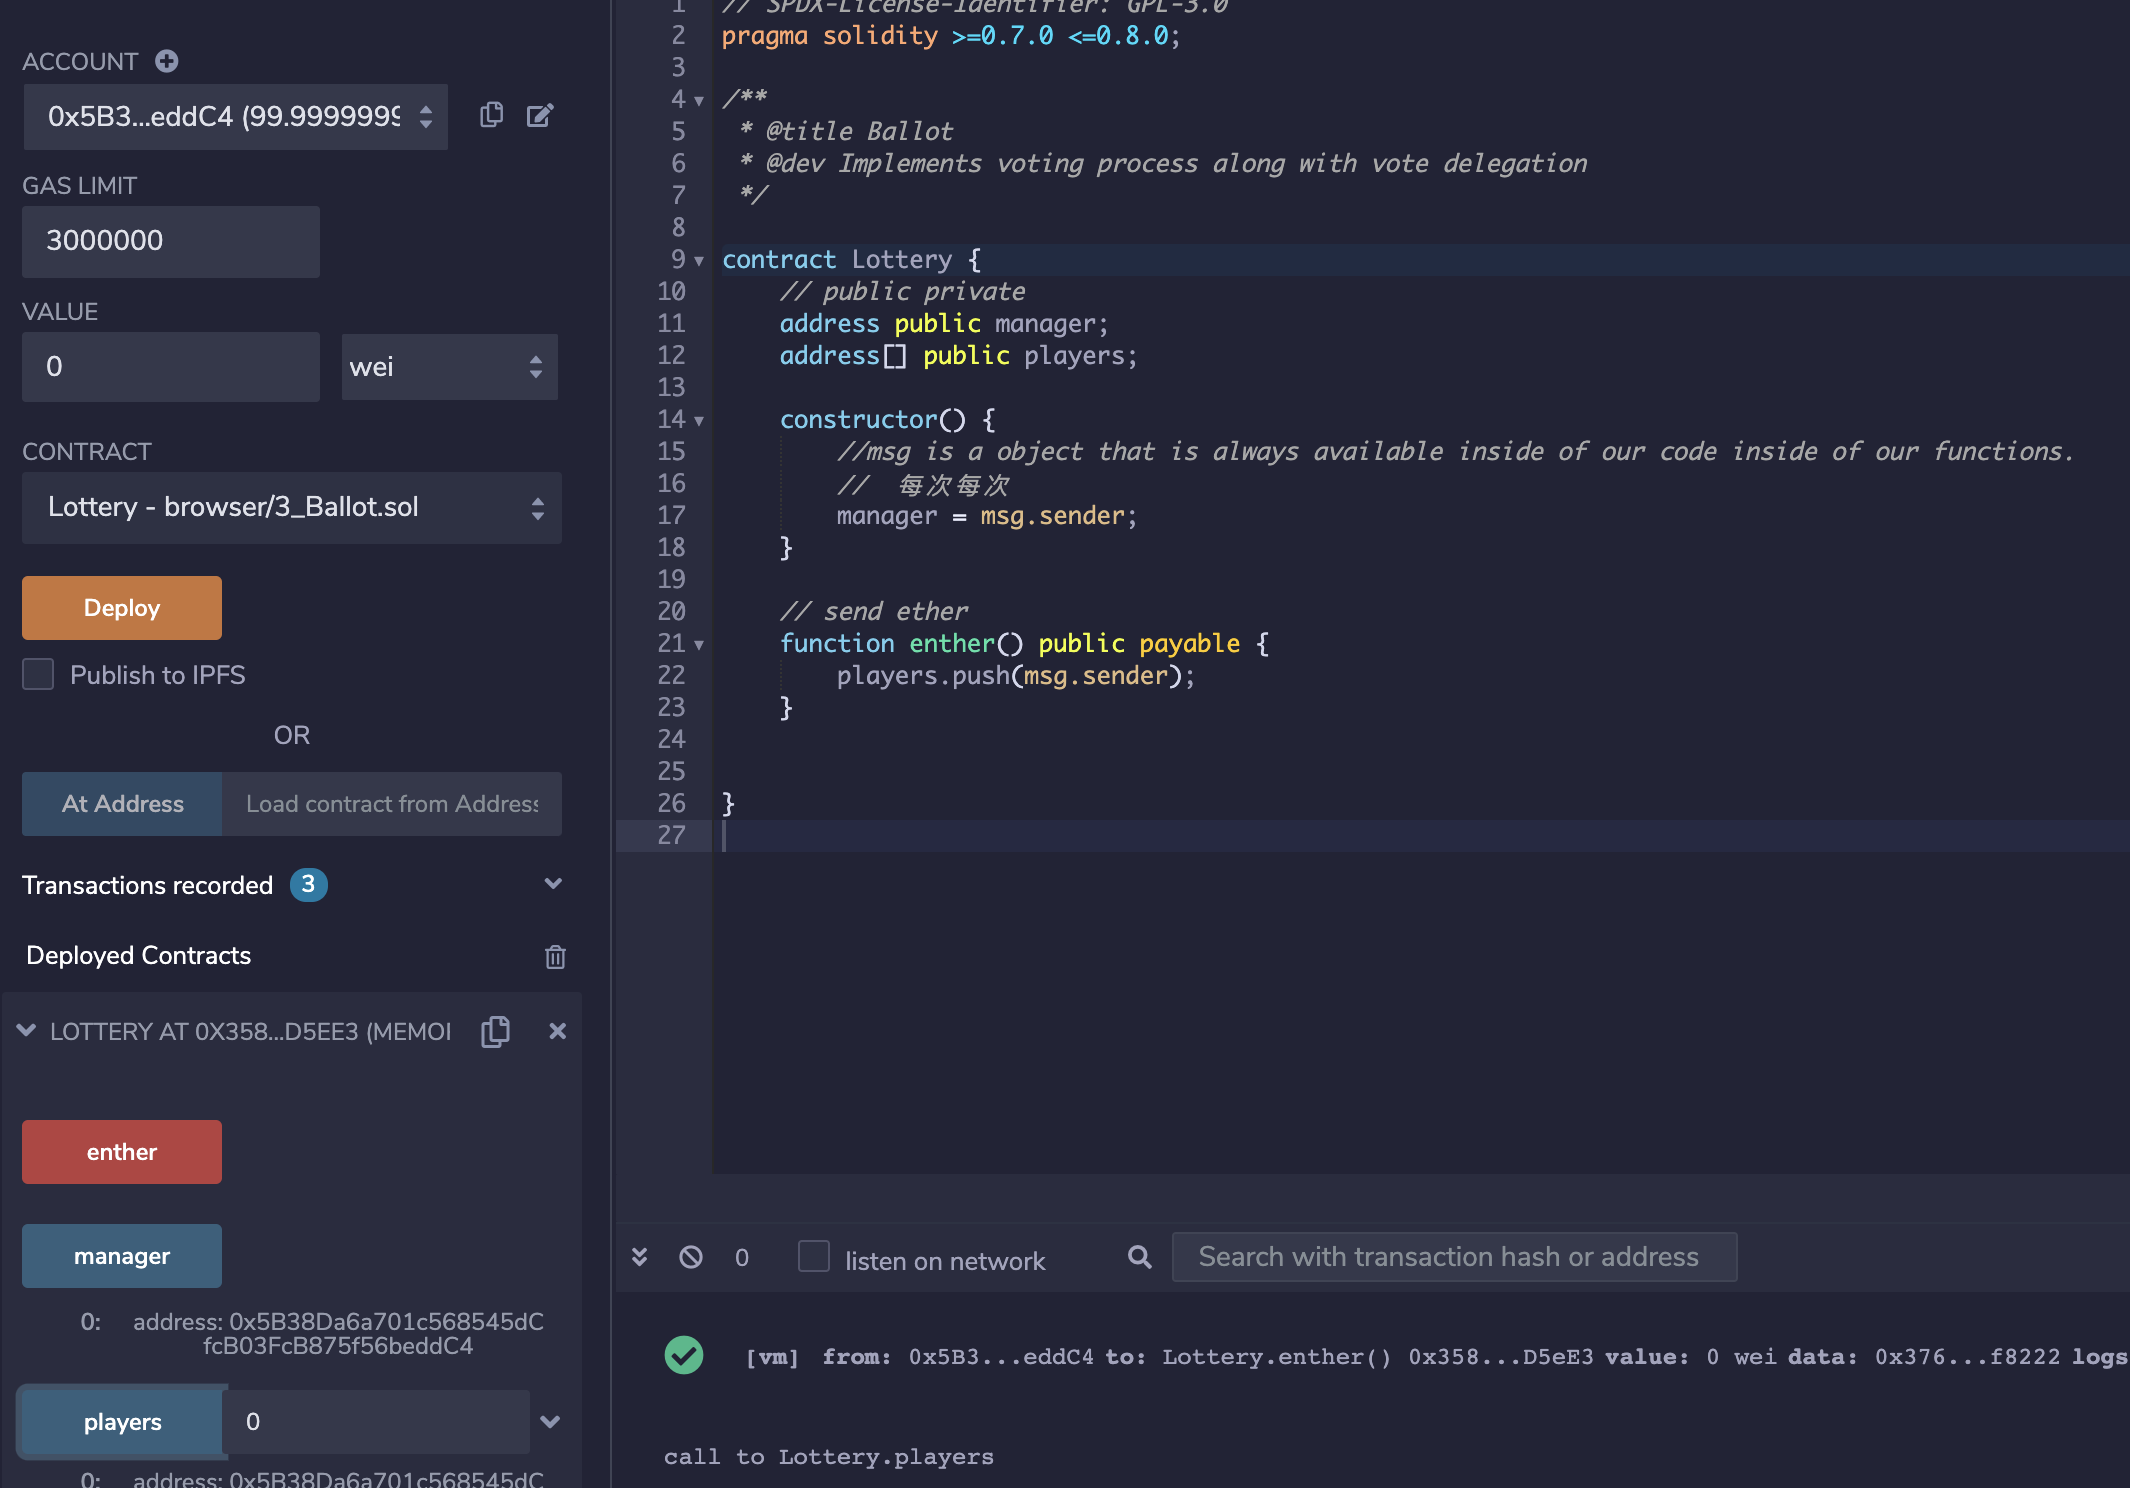 ACCOUNT
0x5B3...eddC4 (99.9999999
GAS LIMIT
3000000
VALUE
0
wei
CONTRACT
Lottery - browser/3_Ballot.sol
Deploy
Publish to IPFS
OR
At Address
Load contract from Address
Transactions recorded 3
Deployed Contracts
LOTTERY AT 0X358...D5EE3 (MEMOI
enther
manager
0: address: 0x5B38Da6a701c568545dC
fcB03FcB875f56beddC4
players
0
0: address: 0x5B38Da6a701c568545dC
1 // SPDX-License-Identifier: GPL-3.0
2 pragma solidity >=0.7.0 <=0.8.0;
3
4 /**
5 * @title Ballot
6 * @dev Implements voting process along with vote delegation
7 */
8
9 contract Lottery {
10 // public private
11 address public manager;
12 address[] public players;
13
14 constructor() {
15 //msg is a object that is always available inside of our code inside of our functions.
16 // 每次每次
17 manager = msg.sender;
18 }
19
20 // send ether
21 function enther() public payable {
22 players.push(msg.sender);
23 }
24
25
26 }
27
0
listen on network
Search with transaction hash or address
[vm] from: 0x5B3...eddC4 to: Lottery.enther() 0x358...D5eE3 value: 0 wei data: 0x376...f8222 logs
call to Lottery.players